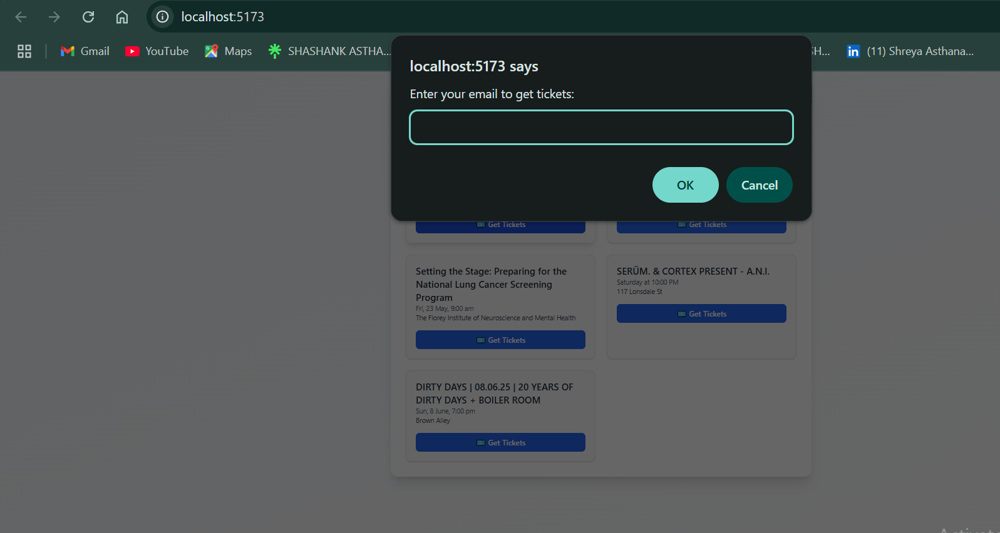 localhost:5173
Gmail
YouTube
Maps
SHASHANK ASTHA...
SH...
(11) Shreya Asthana...
localhost:5173 says
Enter your email to get tickets:
OK
Cancel
Get Tickets
Get Tickets
Setting the Stage: Preparing for the
National Lung Cancer Screening
Program
Fri, 23 May, 9:00 am
The Florey Institute of Neuroscience and Mental Health
Get Tickets
SERÜM. & CORTEX PRESENT - A.N.I.
Saturday at 10:00 PM
117 Lonsdale St
Get Tickets
DIRTY DAYS | 08.06.25 | 20 YEARS OF
DIRTY DAYS + BOILER ROOM
Sun, 8 June, 7:00 pm
Brown Alley
Get Tickets